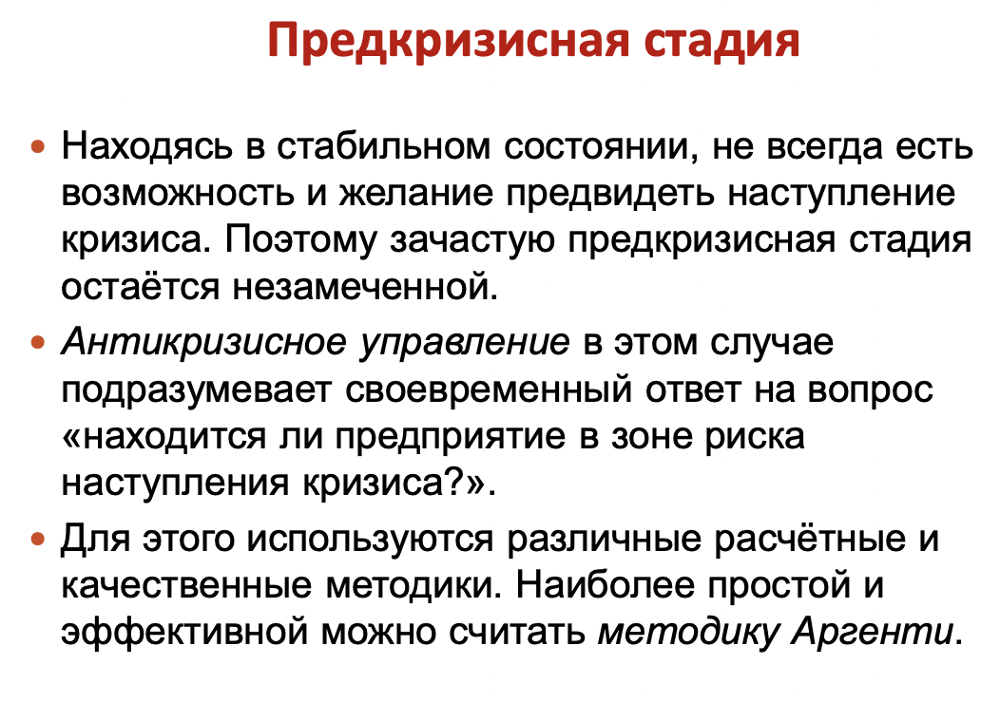 Предкризисная стадия
• Находясь в стабильном состоянии, не всегда есть
возможность и желание предвидеть наступление
кризиса. Поэтому зачастую предкризисная стадия
остаётся незамеченной.
• Антикризисное управление в этом случае
подразумевает своевременный ответ на вопрос
«находится ли предприятие в зоне риска
наступления кризиса?».
• Для этого используются различные расчётные и
качественные методики. Наиболее простой и
эффективной можно считать методику Аргенти.